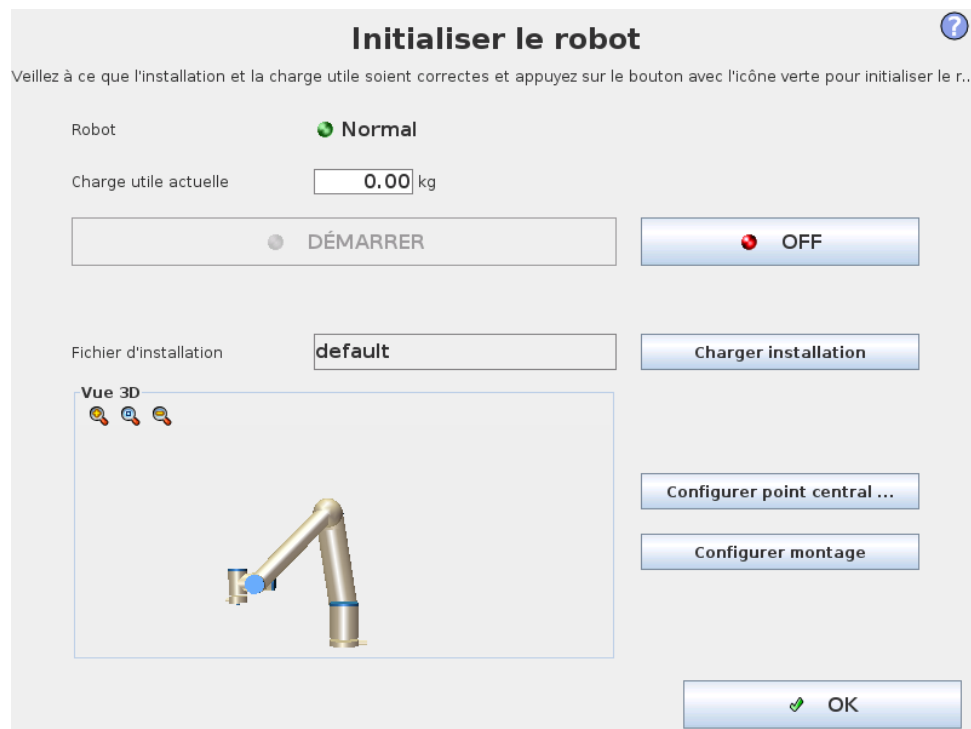 Initialiser le robot
?
Veillez à ce que l'installation et la charge utile soient correctes et appuyez sur le bouton avec l'icône verte pour initialiser le r..
Robot
Normal
Charge utile actuelle
0.00 kg
DÉMARRER
OFF
Fichier d'installation
default
Charger installation
Vue 3D
Configurer point central ...
Configurer montage
OK